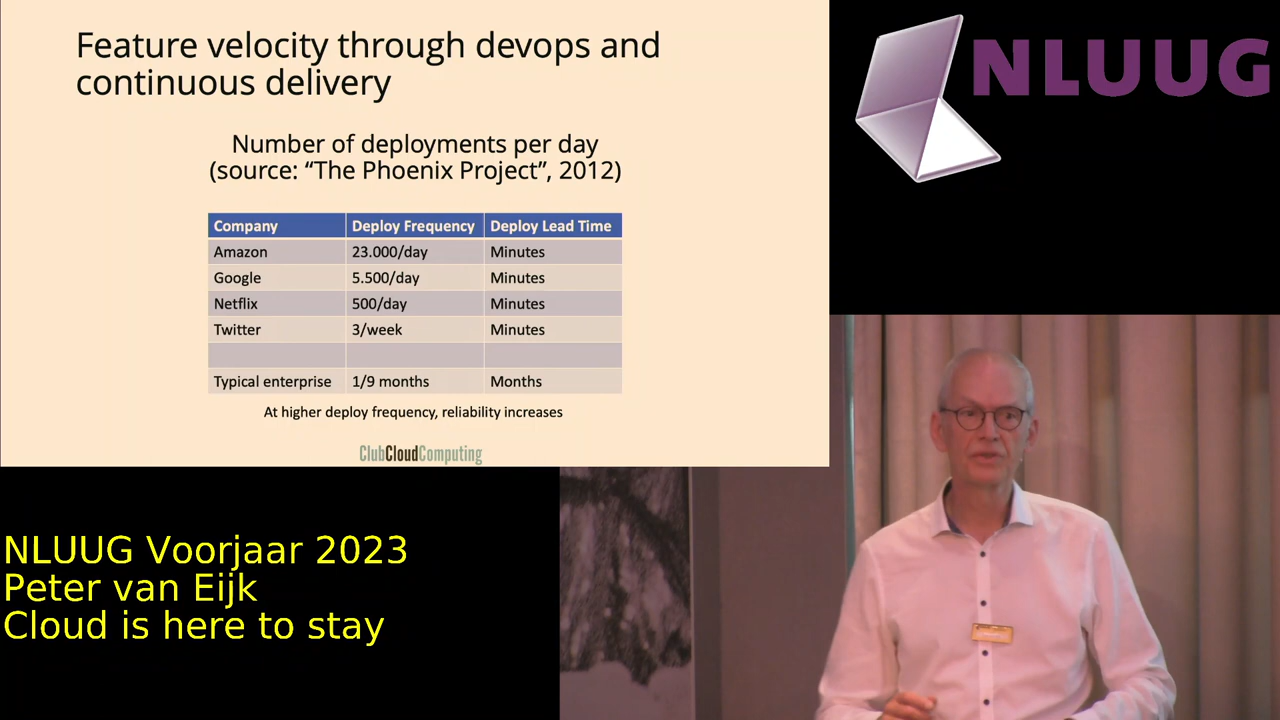 Feature velocity through devops and
continuous delivery
Number of deployments per day
(source: “The Phoenix Project”, 2012)
Company Deploy Frequency Deploy Lead Time
Amazon 23.000/day Minutes
Google 5.500/day Minutes
Netflix 500/day Minutes
Twitter 3/week Minutes
Typical enterprise 1/9 months Months
At higher deploy frequency, reliability increases
ClubCloudComputing
NLUUG
NLUUG Voorjaar 2023
Peter van Eijk
Cloud is here to stay